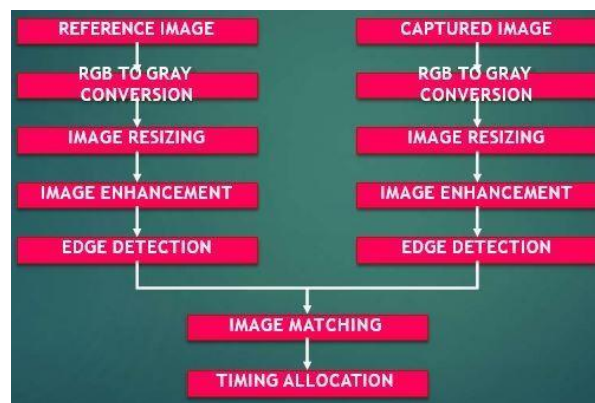 REFERENCE IMAGE
RGB TO GRAY
CONVERSION
IMAGE RESIZING
IMAGE ENHANCEMENT
EDGE DETECTION
CAPTURED IMAGE
RGB TO GRAY
CONVERSION
IMAGE RESIZING
IMAGE ENHANCEMENT
EDGE DETECTION
IMAGE MATCHING
TIMING ALLOCATION